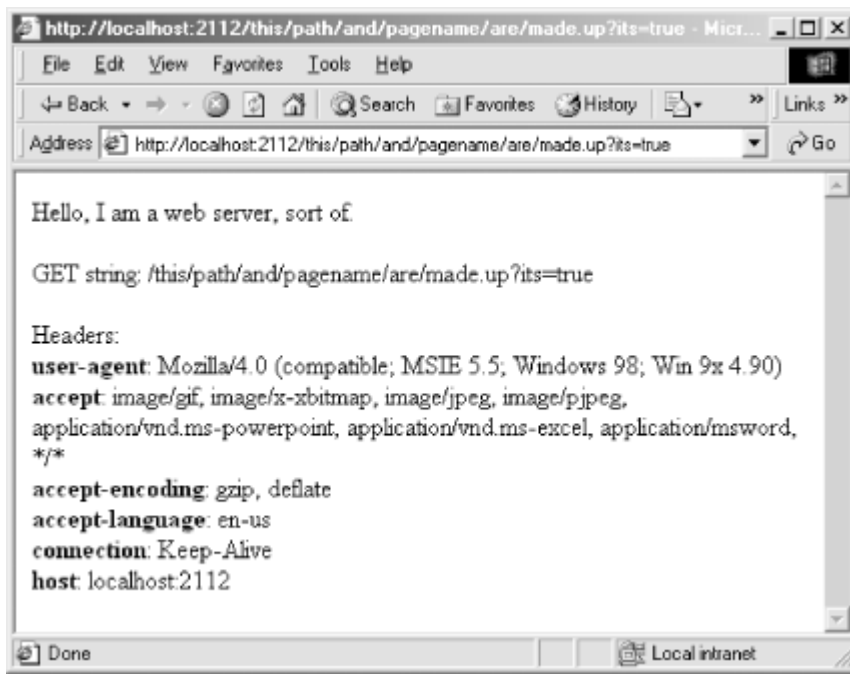 http://localhost:2112/this/path/and/pagename/are/made.up?its=true - Micr...
File Edit View Favorites Tools Help
Back Search Favorites History » Links »
Address http://localhost:2112/this/path/and/pagename/are/made.up?its=true Go
Hello, I am a web server, sort of.
GET string: /this/path/and/pagename/are/made.up?its=true
Headers:
user-agent: Mozilla/4.0 (compatible; MSIE 5.5; Windows 98; Win 9x 4.90)
accept: image/gif, image/x-xbitmap, image/jpeg, image/pjpeg,
application/vnd.ms-powerpoint, application/vnd.ms-excel, application/msword,
*/*
accept-encoding: gzip, deflate
accept-language: en-us
connection: Keep-Alive
host: localhost:2112
Done Local intranet